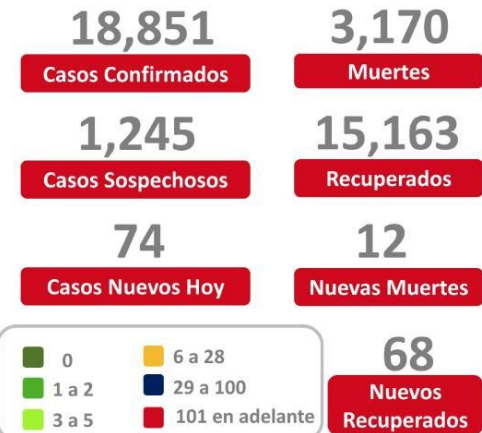 18,851
Casos Confirmados
3,170
Muertes
1,245
Casos Sospechosos
15,163
Recuperados
74
Casos Nuevos Hoy
12
Nuevas Muertes
0
1 a 2
3 a 5
6 a 28
29 a 100
101 en adelante
68
Nuevos
Recuperados